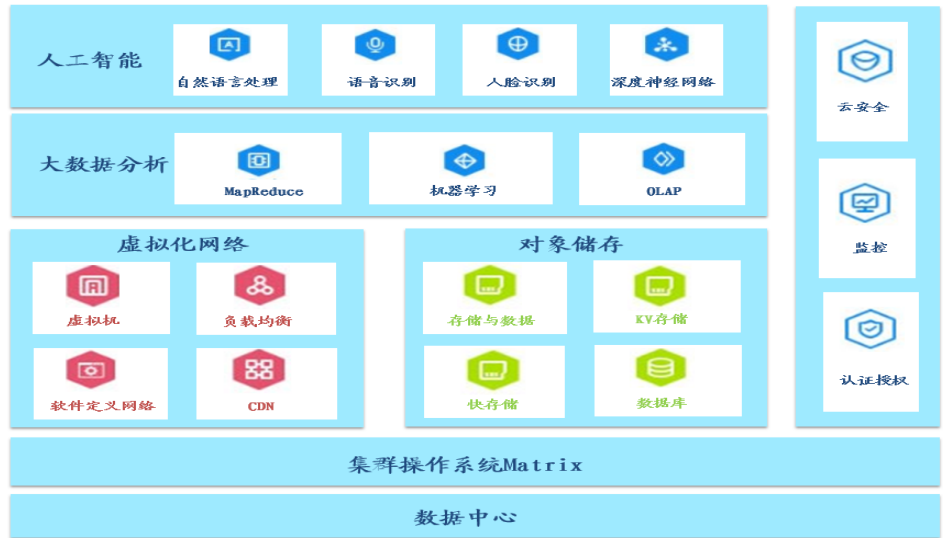 人工智能
自然语言处理
语音识别
人脸识别
深度神经网络
大数据分析
MapReduce
机器学习
OLAP
虚拟化网络
虚拟机
负载均衡
软件定义网络
CDN
对象储存
存储与数据
KV存储
快存储
数据库
云安全
监控
认证授权
集群操作系统Matrix
数据中心